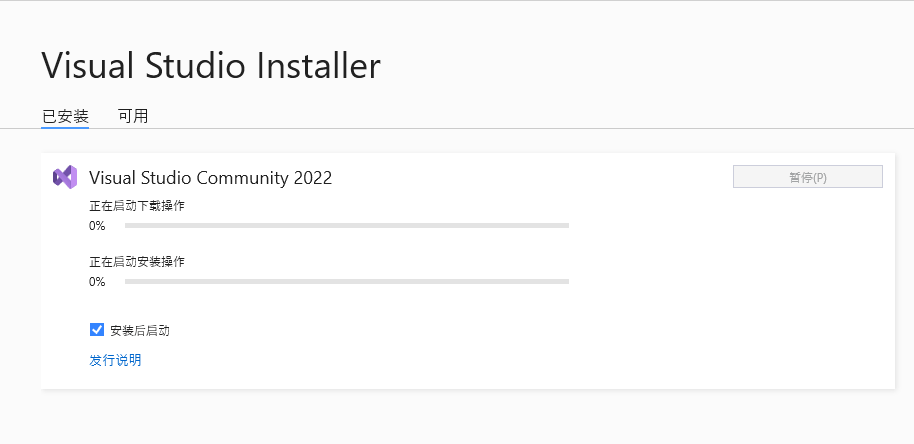 Visual Studio Installer
已安装 可用
Visual Studio Community 2022 暂停(P)
正在启动下载操作
0%
正在启动安装操作
0%
安装后启动
发行说明